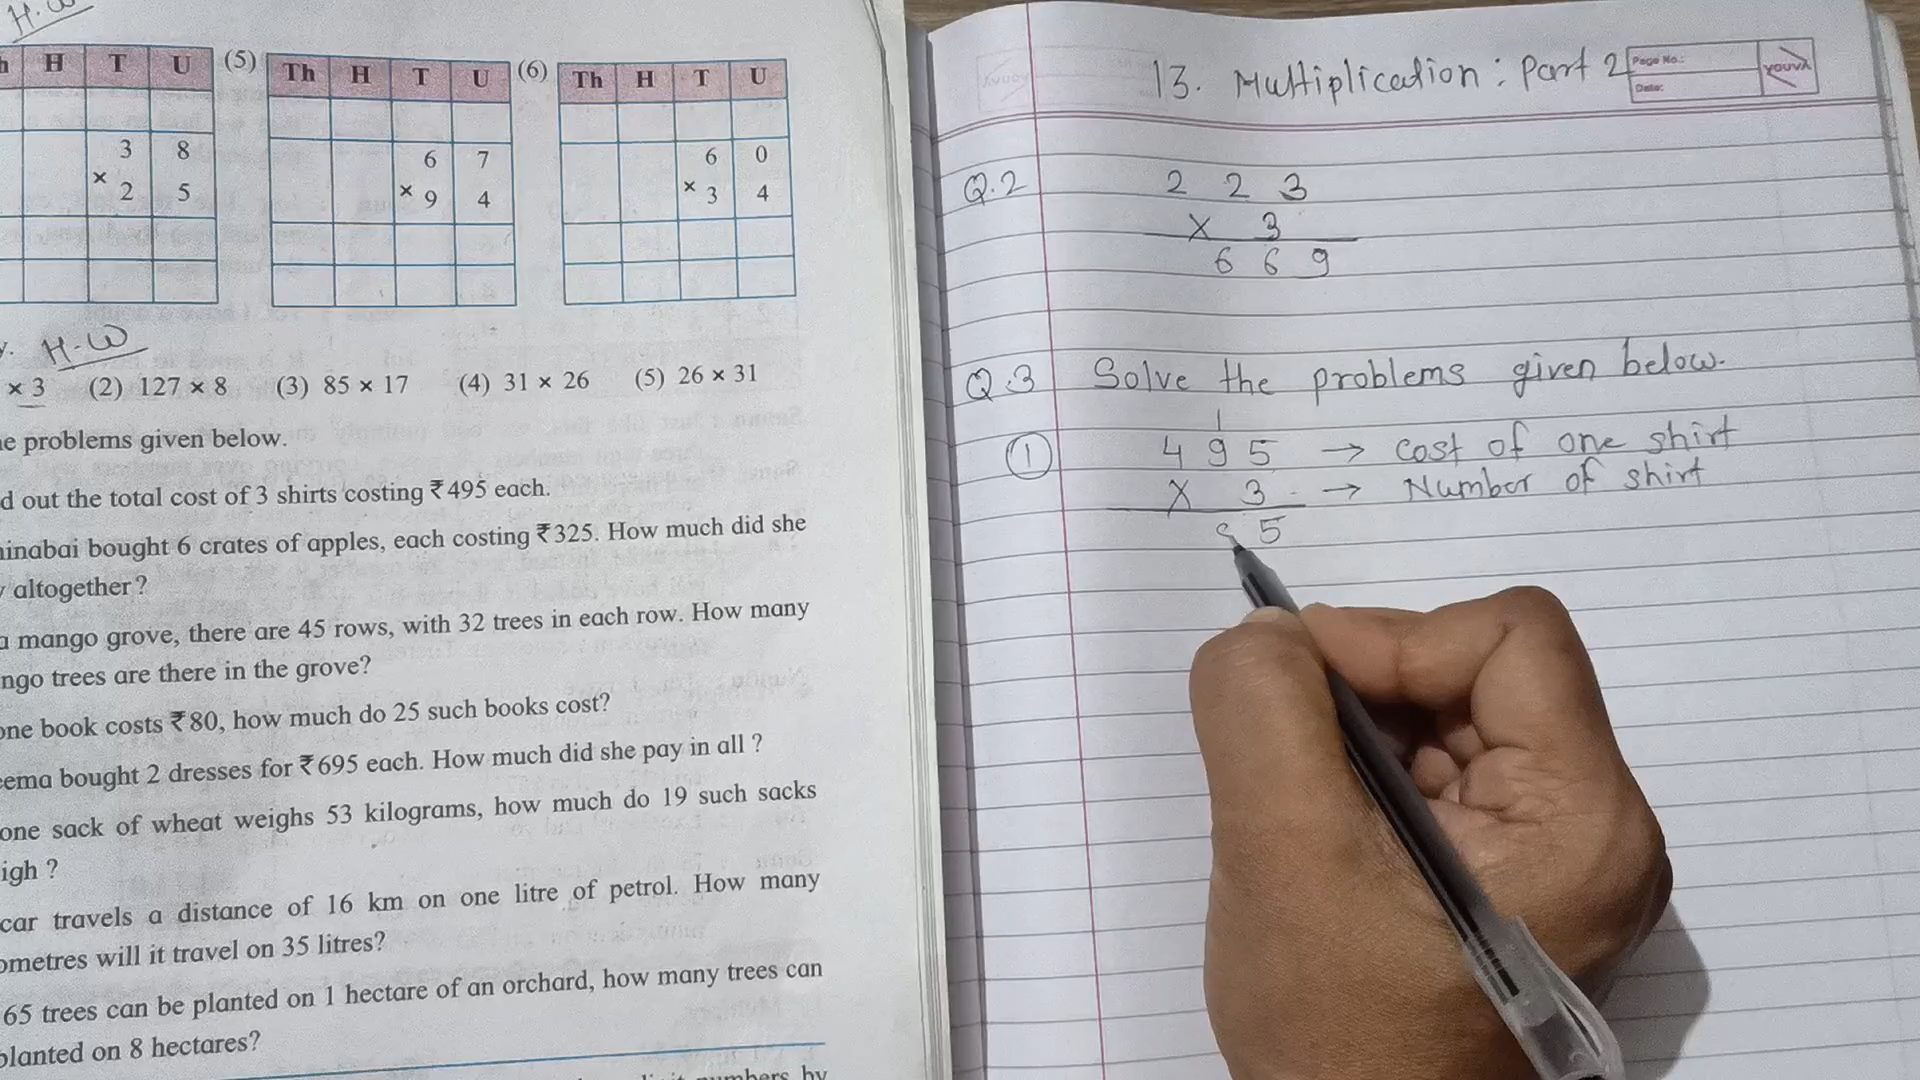 H.W
H T U (5) Th H T U (6) Th H T U
3 8 6 7 6 0
× 2 5 × 9 4 × 3 4
H.W
× 3 (2) 127 × 8 (3) 85 × 17 (4) 31 × 26 (5) 26 × 31
problems given below.
out the total cost of 3 shirts costing ₹495 each.
bought 6 crates of apples, each costing ₹325. How much did she
altogether?
mango grove, there are 45 rows, with 32 trees in each row. How many
trees are there in the grove?
one book costs ₹80, how much do 25 such books cost?
bought 2 dresses for ₹695 each. How much did she pay in all ?
one sack of wheat weighs 53 kilograms, how much do 19 such sacks
car travels a distance of 16 km on one litre of petrol. How many
will it travel on 35 litres?
65 trees can be planted on 1 hectare of an orchard, how many trees can
planted on 8 hectares?
by
13. Multiplication : Part 2
Page No.:
Date:
YOUVA
Q.2 2 2 3
X 3
6 6 9
Q.3 Solve the problems given below.
1
① 4 9 5 → Cost of one shirt
X 3 → Number of shirt
5